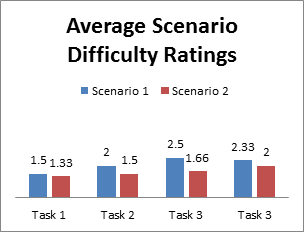 Average Scenario
Difficulty Ratings
Scenario 1 Scenario 2
1.5 1.33 2 1.5 2.5 1.66 2.33 2
Task 1 Task 2 Task 3 Task 3